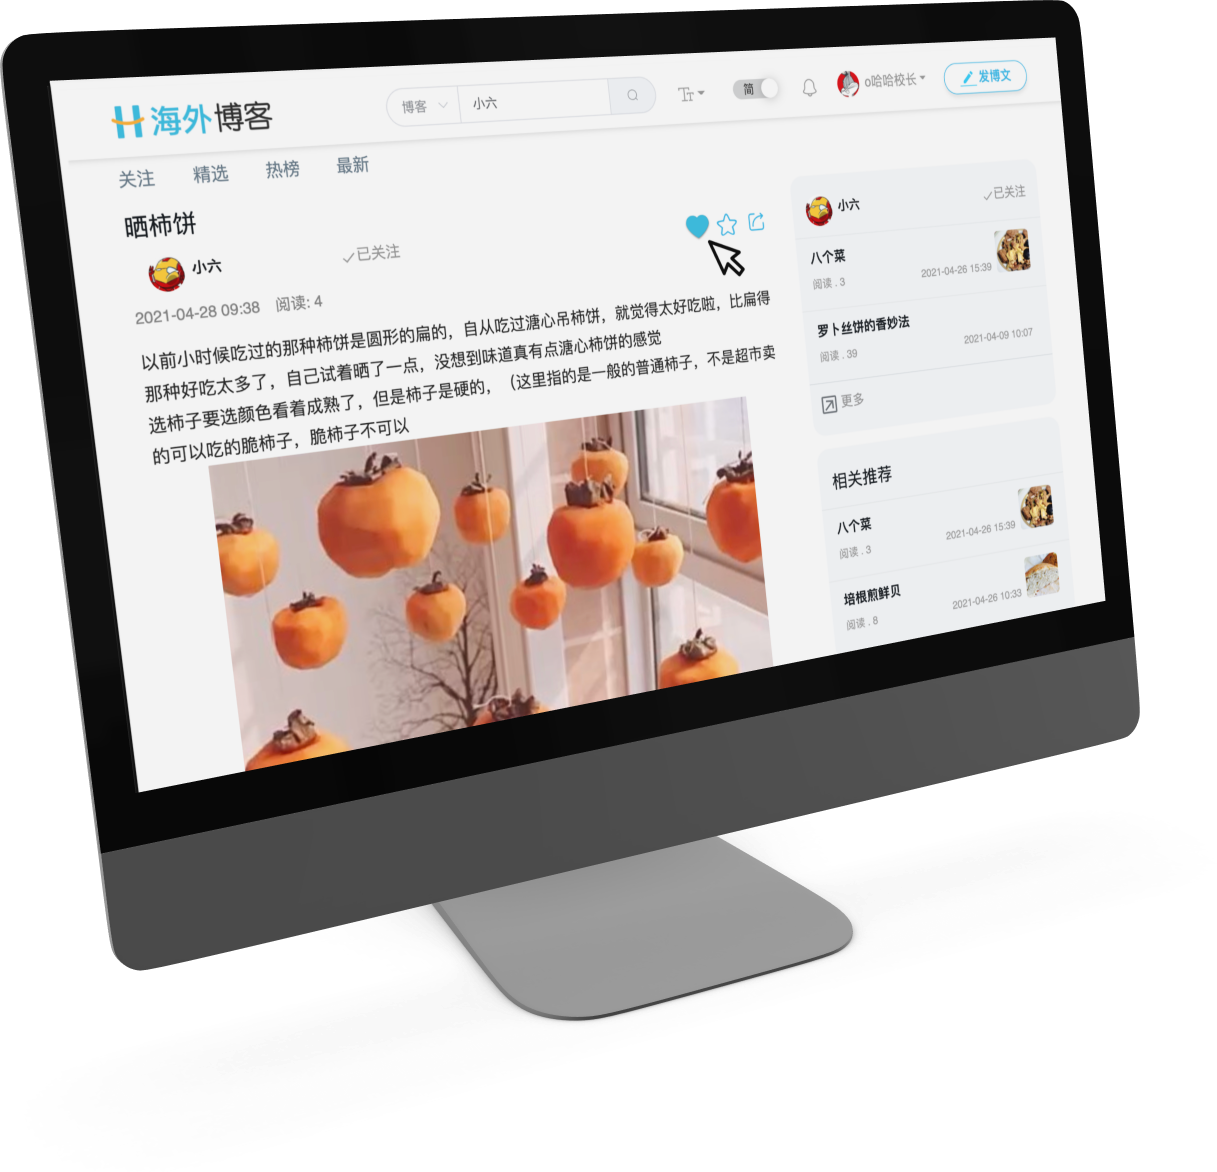 海外博客
博客
小六
简
o哈哈校长
发博文
关注
精选
热榜
最新
晒柿饼
小六
已关注
2021-04-28 09:38 阅读: 4
以前小时候吃过的那种柿饼是圆形的扁的，自从吃过溏心吊柿饼，就觉得太好吃啦，比扁得
那种好吃太多了，自己试着晒了一点，没想到味道真有点溏心柿饼的感觉
选柿子要选颜色看着成熟了，但是柿子是硬的，（这里指的是一般的普通柿子，不是超市卖
的可以吃的脆柿子，脆柿子不可以
小六
已关注
八个菜
阅读 . 3
2021-04-26 15:39
罗卜丝饼的香妙法
阅读 . 39
2021-04-09 10:07
更多
相关推荐
八个菜
阅读 . 3
2021-04-26 15:39
培根煎鲜贝
阅读 . 8
2021-04-26 10:33